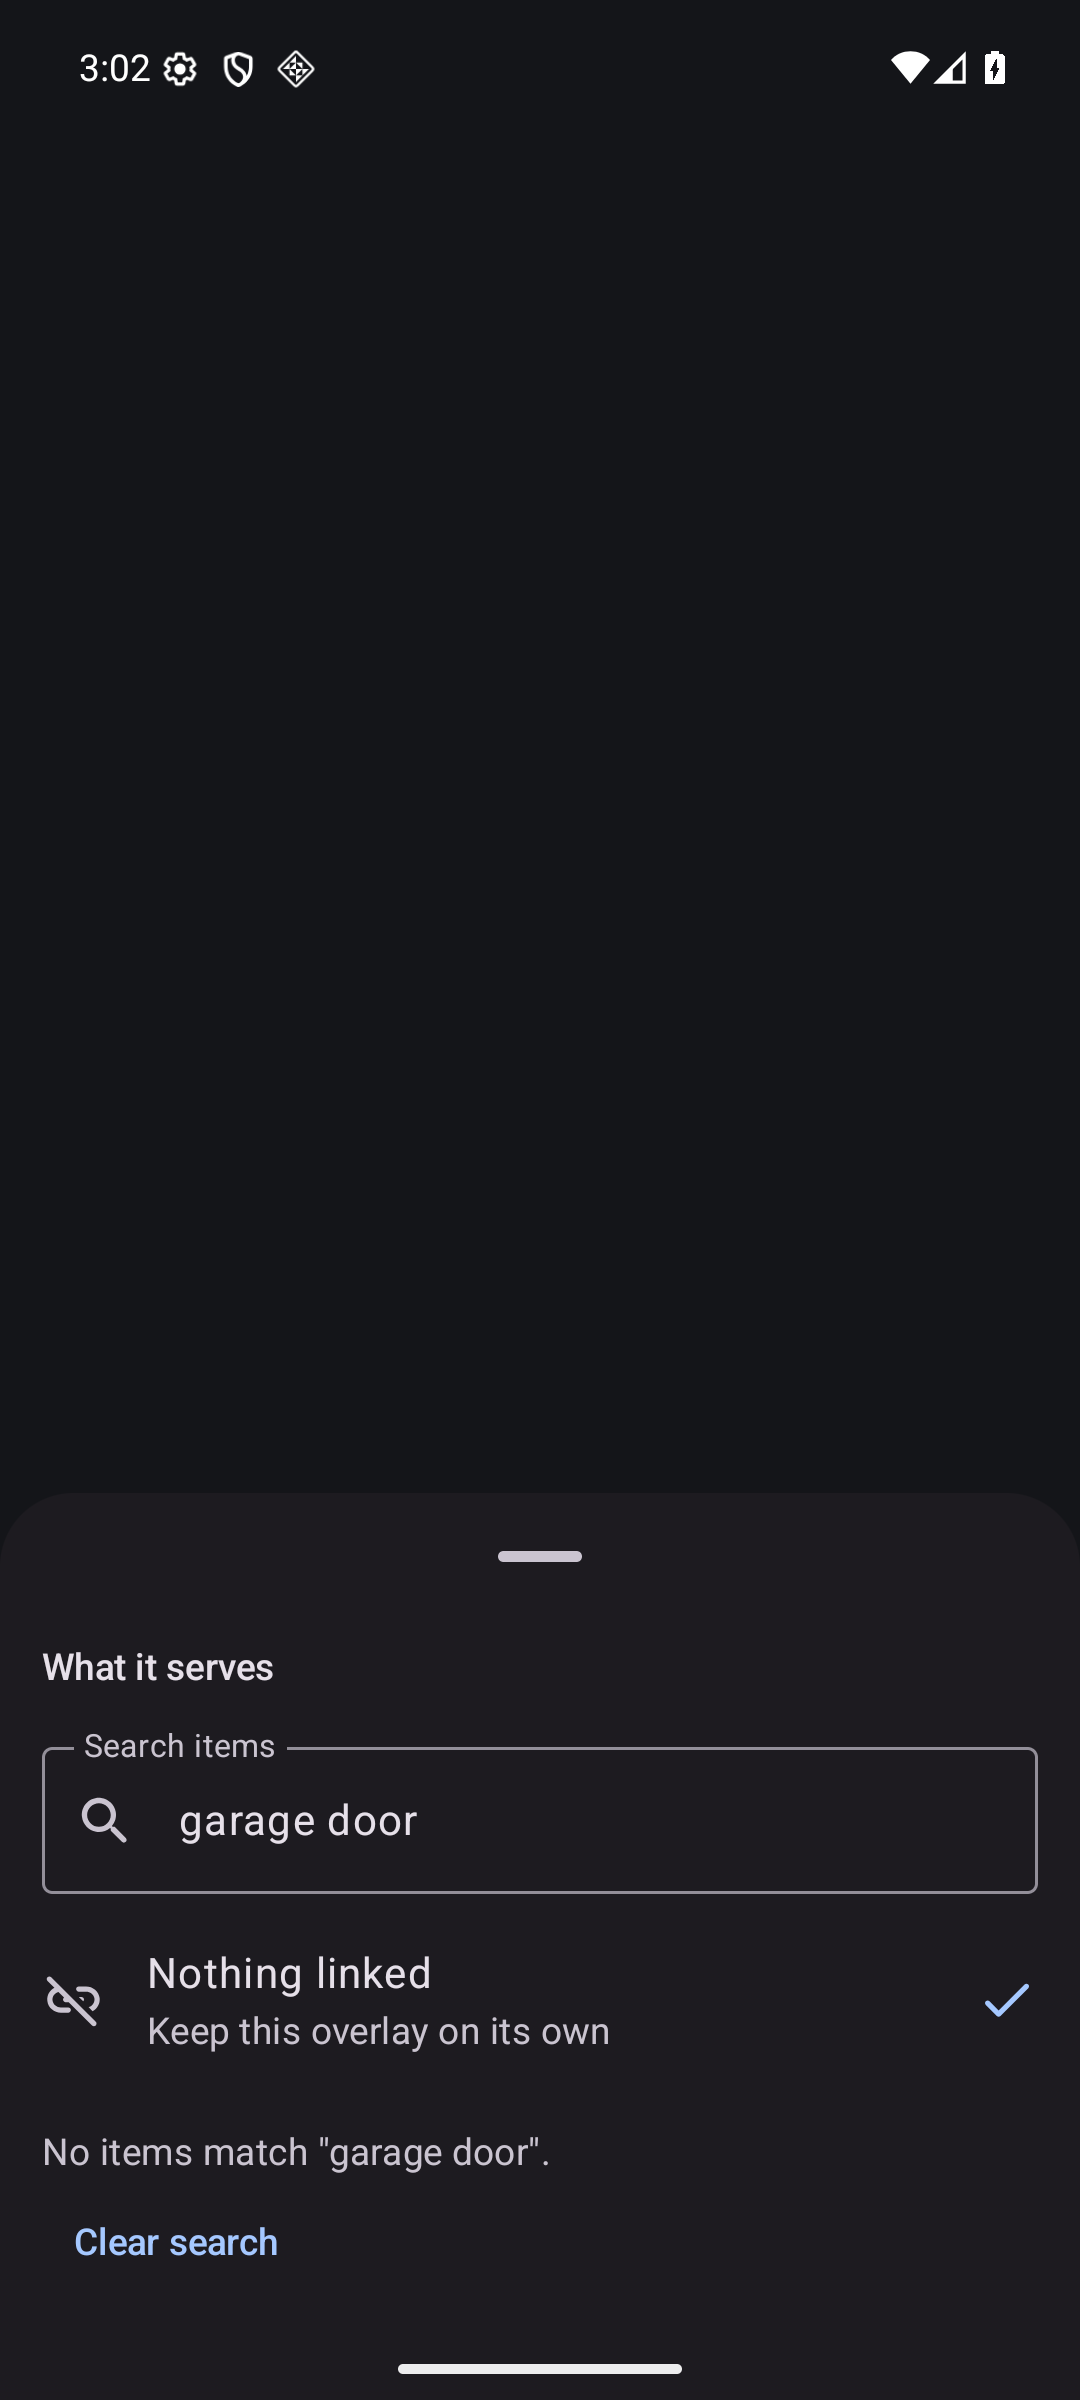 3:02
What it serves
Search items
garage door
Nothing linked
Keep this overlay on its own
No items match "garage door".
Clear search